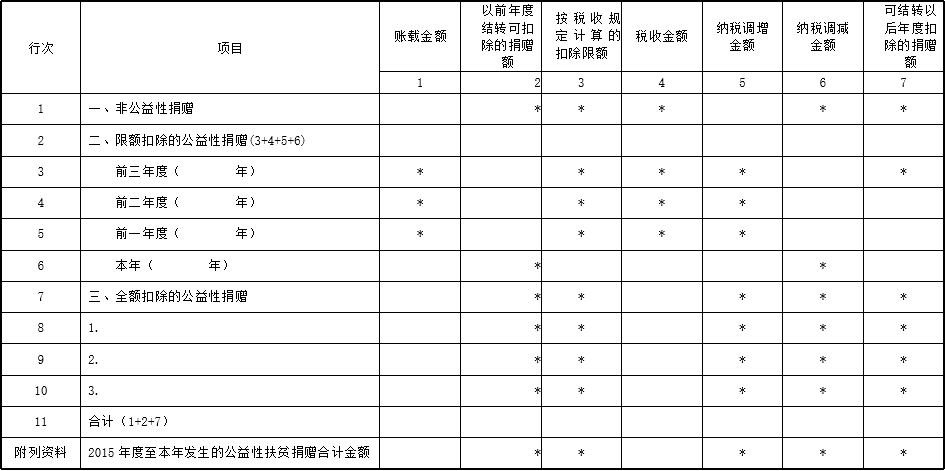 行次 项目 账载金额 以前年度结转可扣除的捐赠额 按税收规定计算的扣除限额 税收金额 纳税调增金额 纳税调减金额 可结转以后年度扣除的捐赠额
1 2 3 4 5 6 7
1 一、非公益性捐赠 * * * * *
2 二、限额扣除的公益性捐赠(3+4+5+6)
3 前三年度（ 年） * * * * *
4 前二年度（ 年） * * * *
5 前一年度（ 年） * * * *
6 本年（ 年） * *
7 三、全额扣除的公益性捐赠 * * * * *
8 1. * * * * *
9 2. * * * * *
10 3. * * * * *
11 合计（1+2+7）
附列资料 2015年度至本年发生的公益性扶贫捐赠合计金额 * * * * *